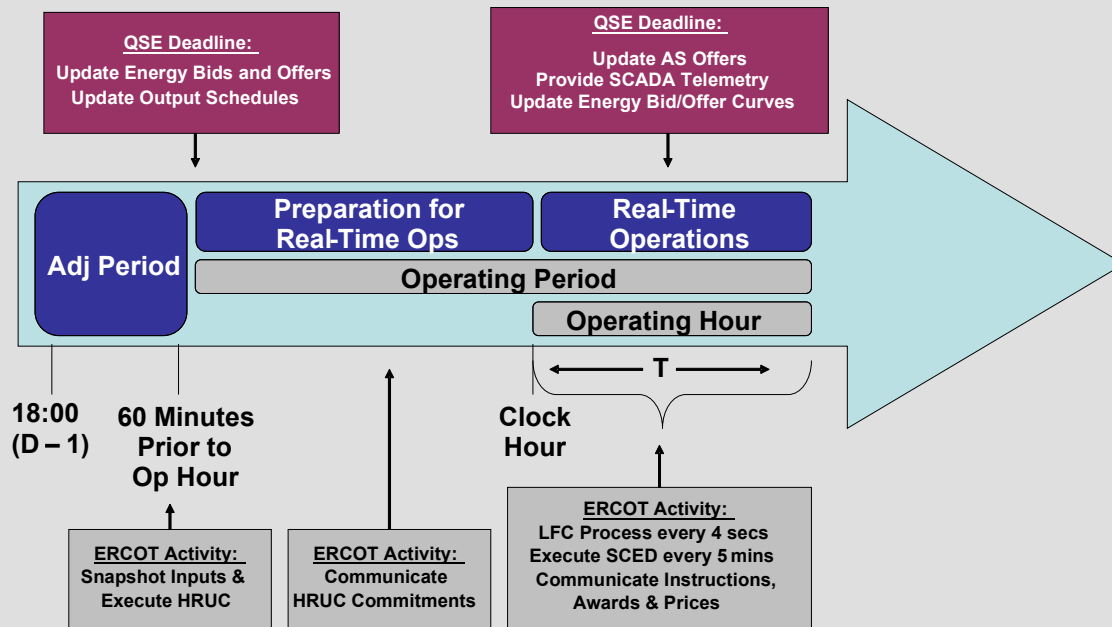 QSE Deadline:
Update Energy Bids and Offers
Update Output Schedules
QSE Deadline:
Update AS Offers
Provide SCADA Telemetry
Update Energy Bid/Offer Curves
Adj Period
Preparation for
Real-Time Ops
Real-Time
Operations
Operating Period
Operating Hour
T
18:00
(D – 1)
60 Minutes
Prior to
Op Hour
Clock
Hour
ERCOT Activity:
Snapshot Inputs &
Execute HRUC
ERCOT Activity:
Communicate
HRUC Commitments
ERCOT Activity:
LFC Process every 4 secs
Execute SCED every 5 mins
Communicate Instructions,
Awards & Prices